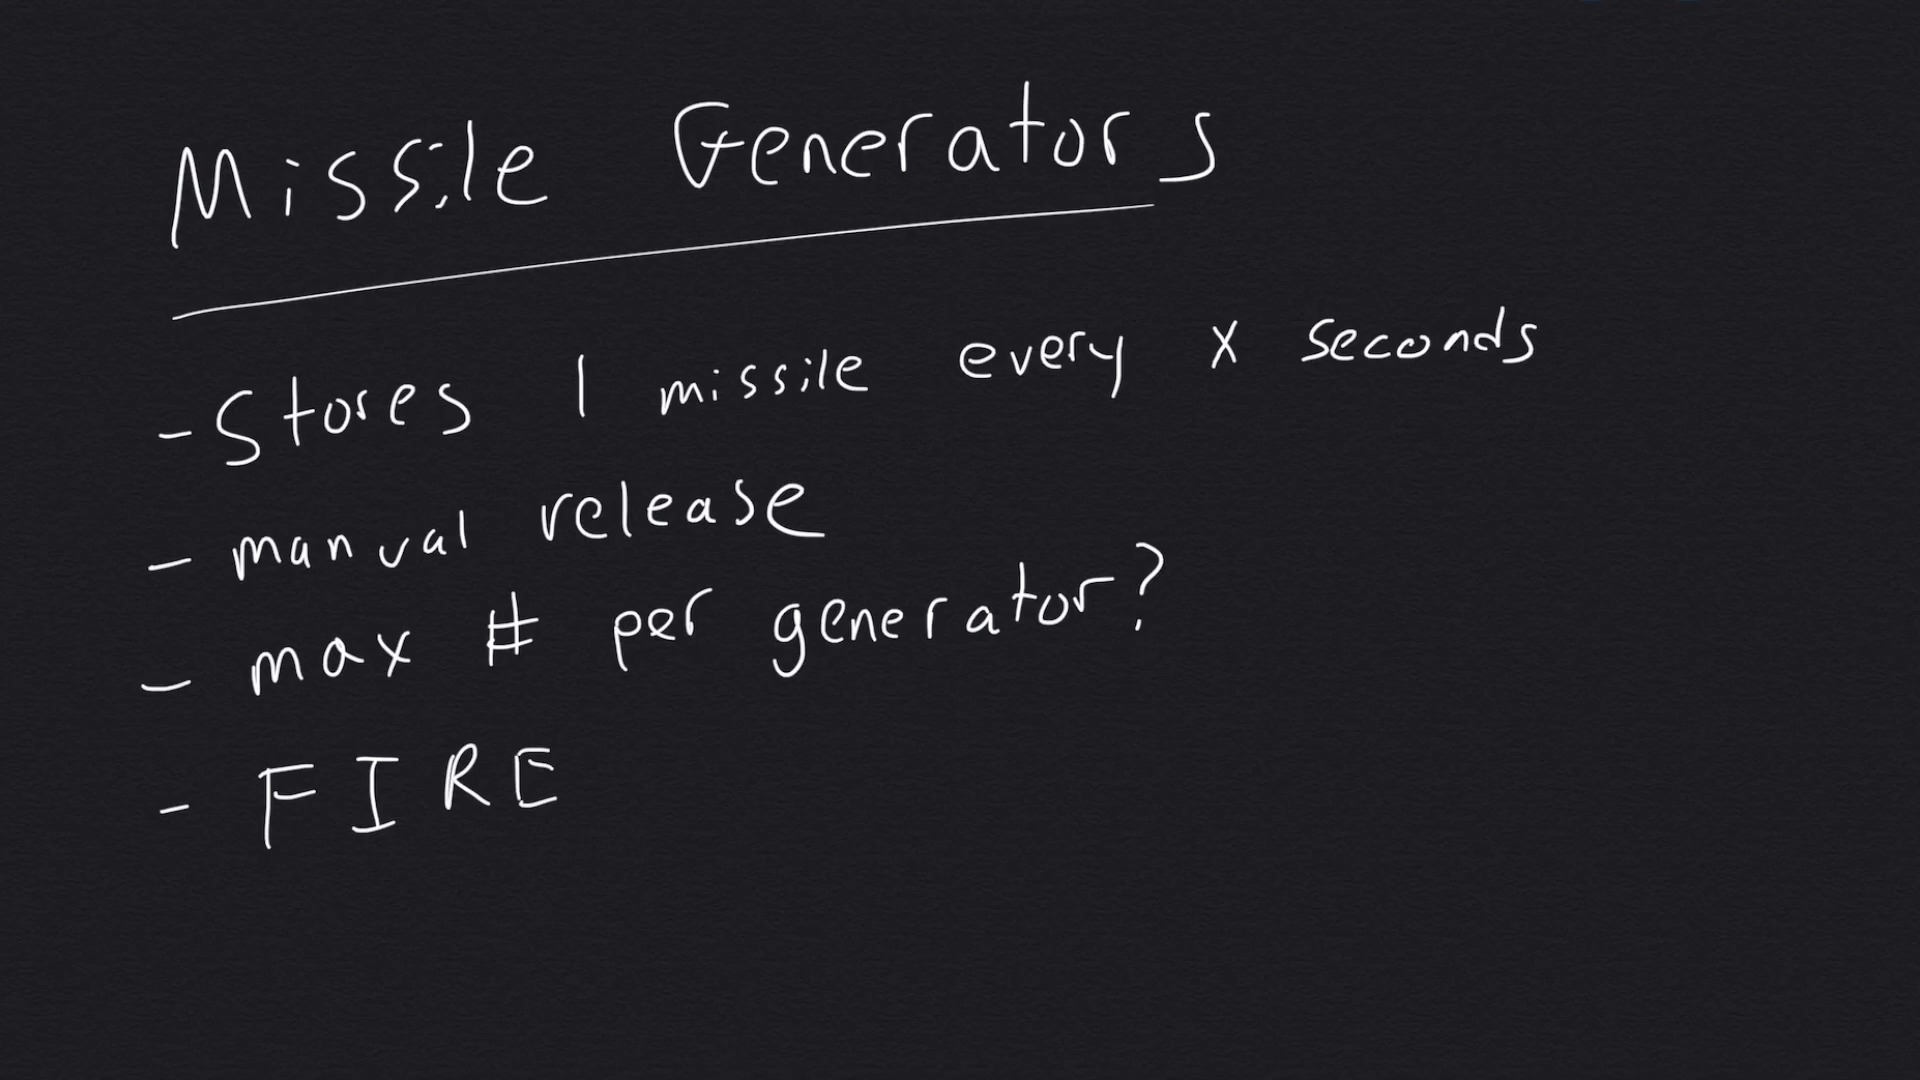 Missile Generators
- Stores 1 missile every x seconds
- manual release
- max # per generator?
- FIRE